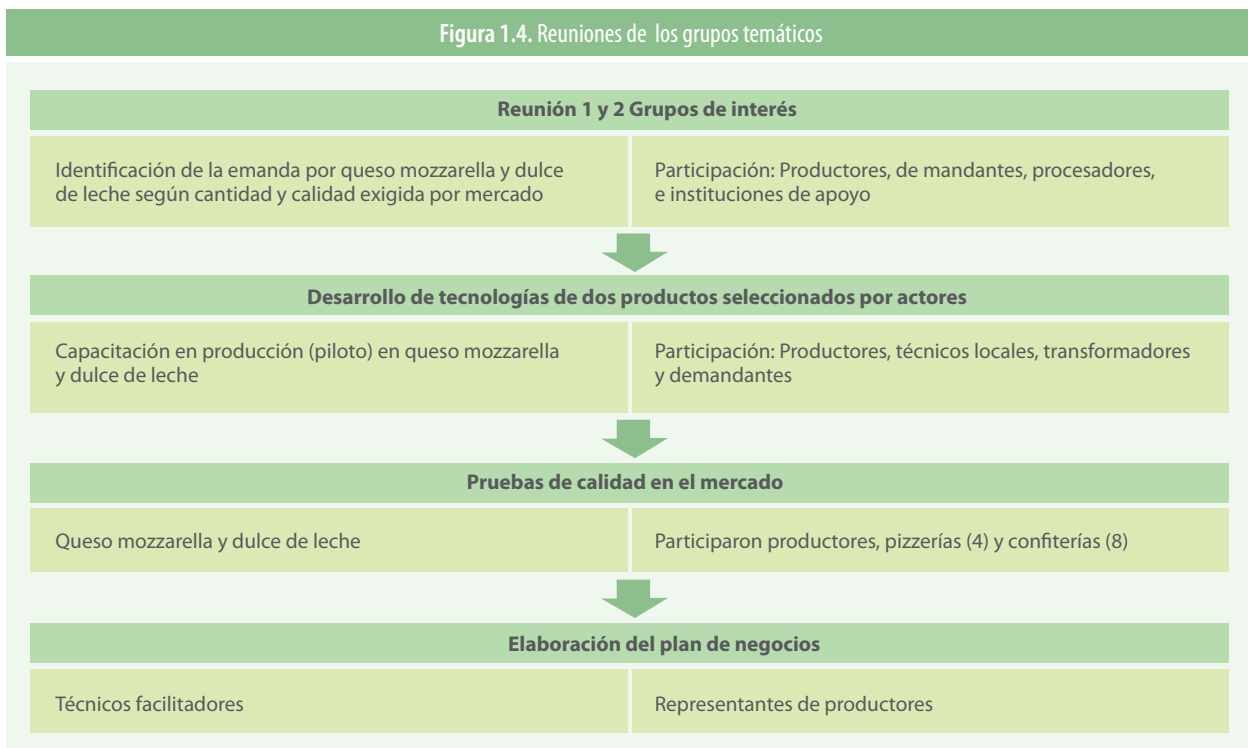 Figura 1.4. Reuniones de los grupos temáticos
Reunión 1 y 2 Grupos de interés
Identificación de la emanda por queso mozzarella y dulce
de leche según cantidad y calidad exigida por mercado
Participación: Productores, de mandantes, procesadores,
e instituciones de apoyo
Desarrollo de tecnologías de dos productos seleccionados por actores
Capacitación en producción (piloto) en queso mozzarella
y dulce de leche
Participación: Productores, técnicos locales, transformadores
y demandantes
Pruebas de calidad en el mercado
Queso mozzarella y dulce de leche
Participaron productores, pizzerías (4) y confiterías (8)
Elaboración del plan de negocios
Técnicos facilitadores
Representantes de productores